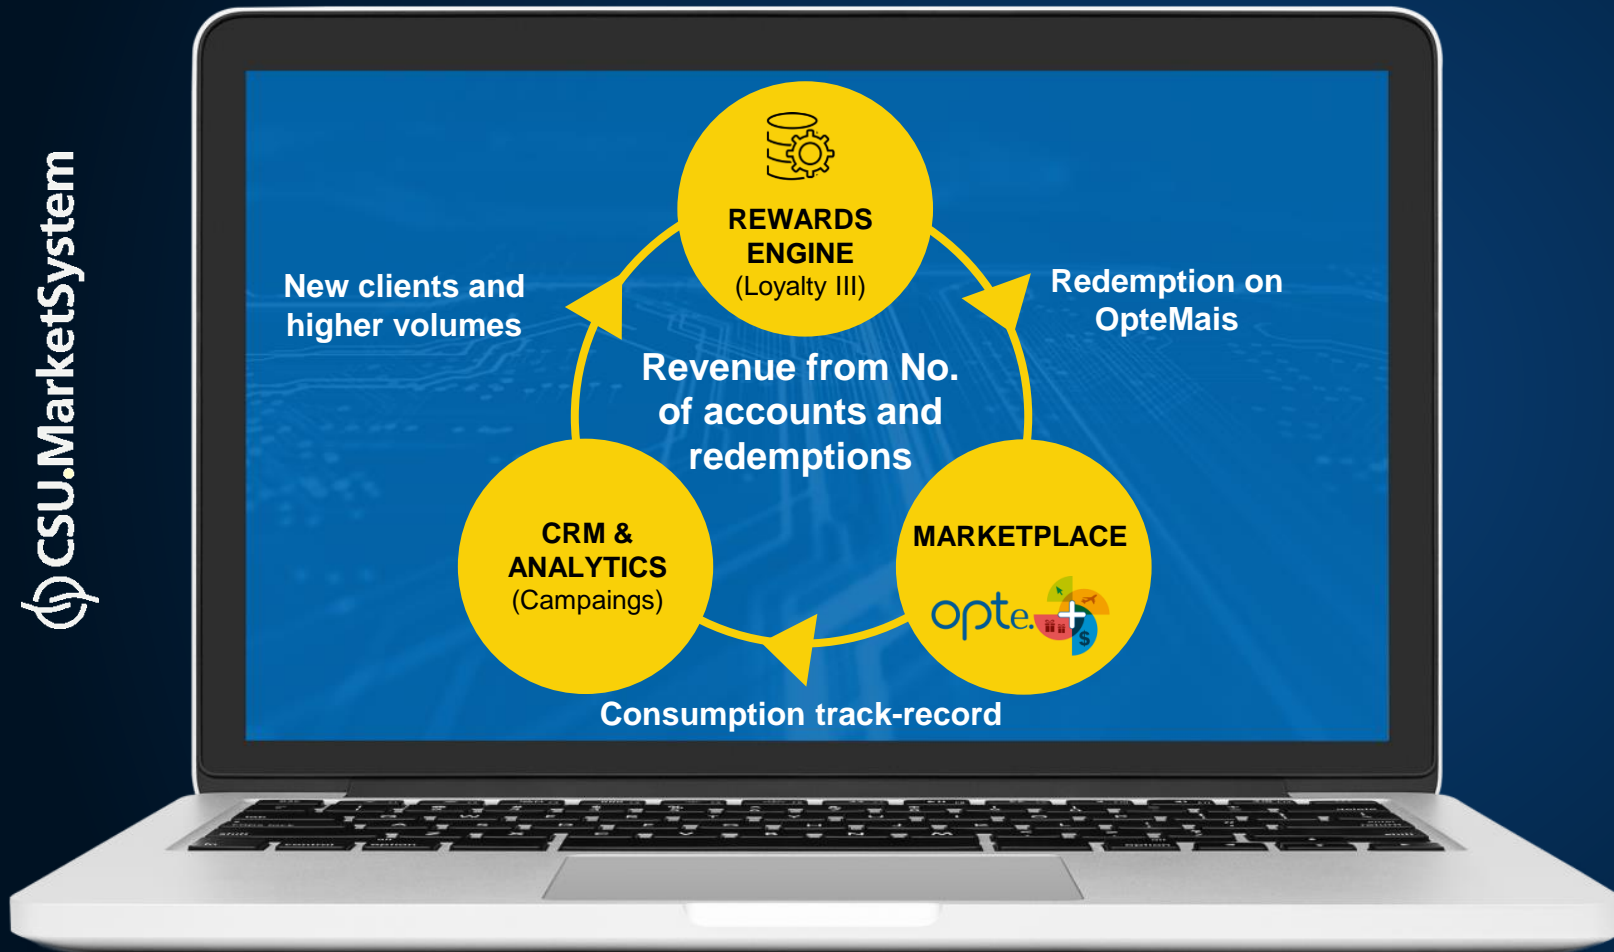 CSU.MarketSystem
REWARDS
ENGINE
(Loyalty III)
New clients and
higher volumes
Redemption on
OpteMais
Revenue from No.
of accounts and
redemptions
CRM &
ANALYTICS
(Campaings)
MARKETPLACE
opte.+
$
Consumption track-record